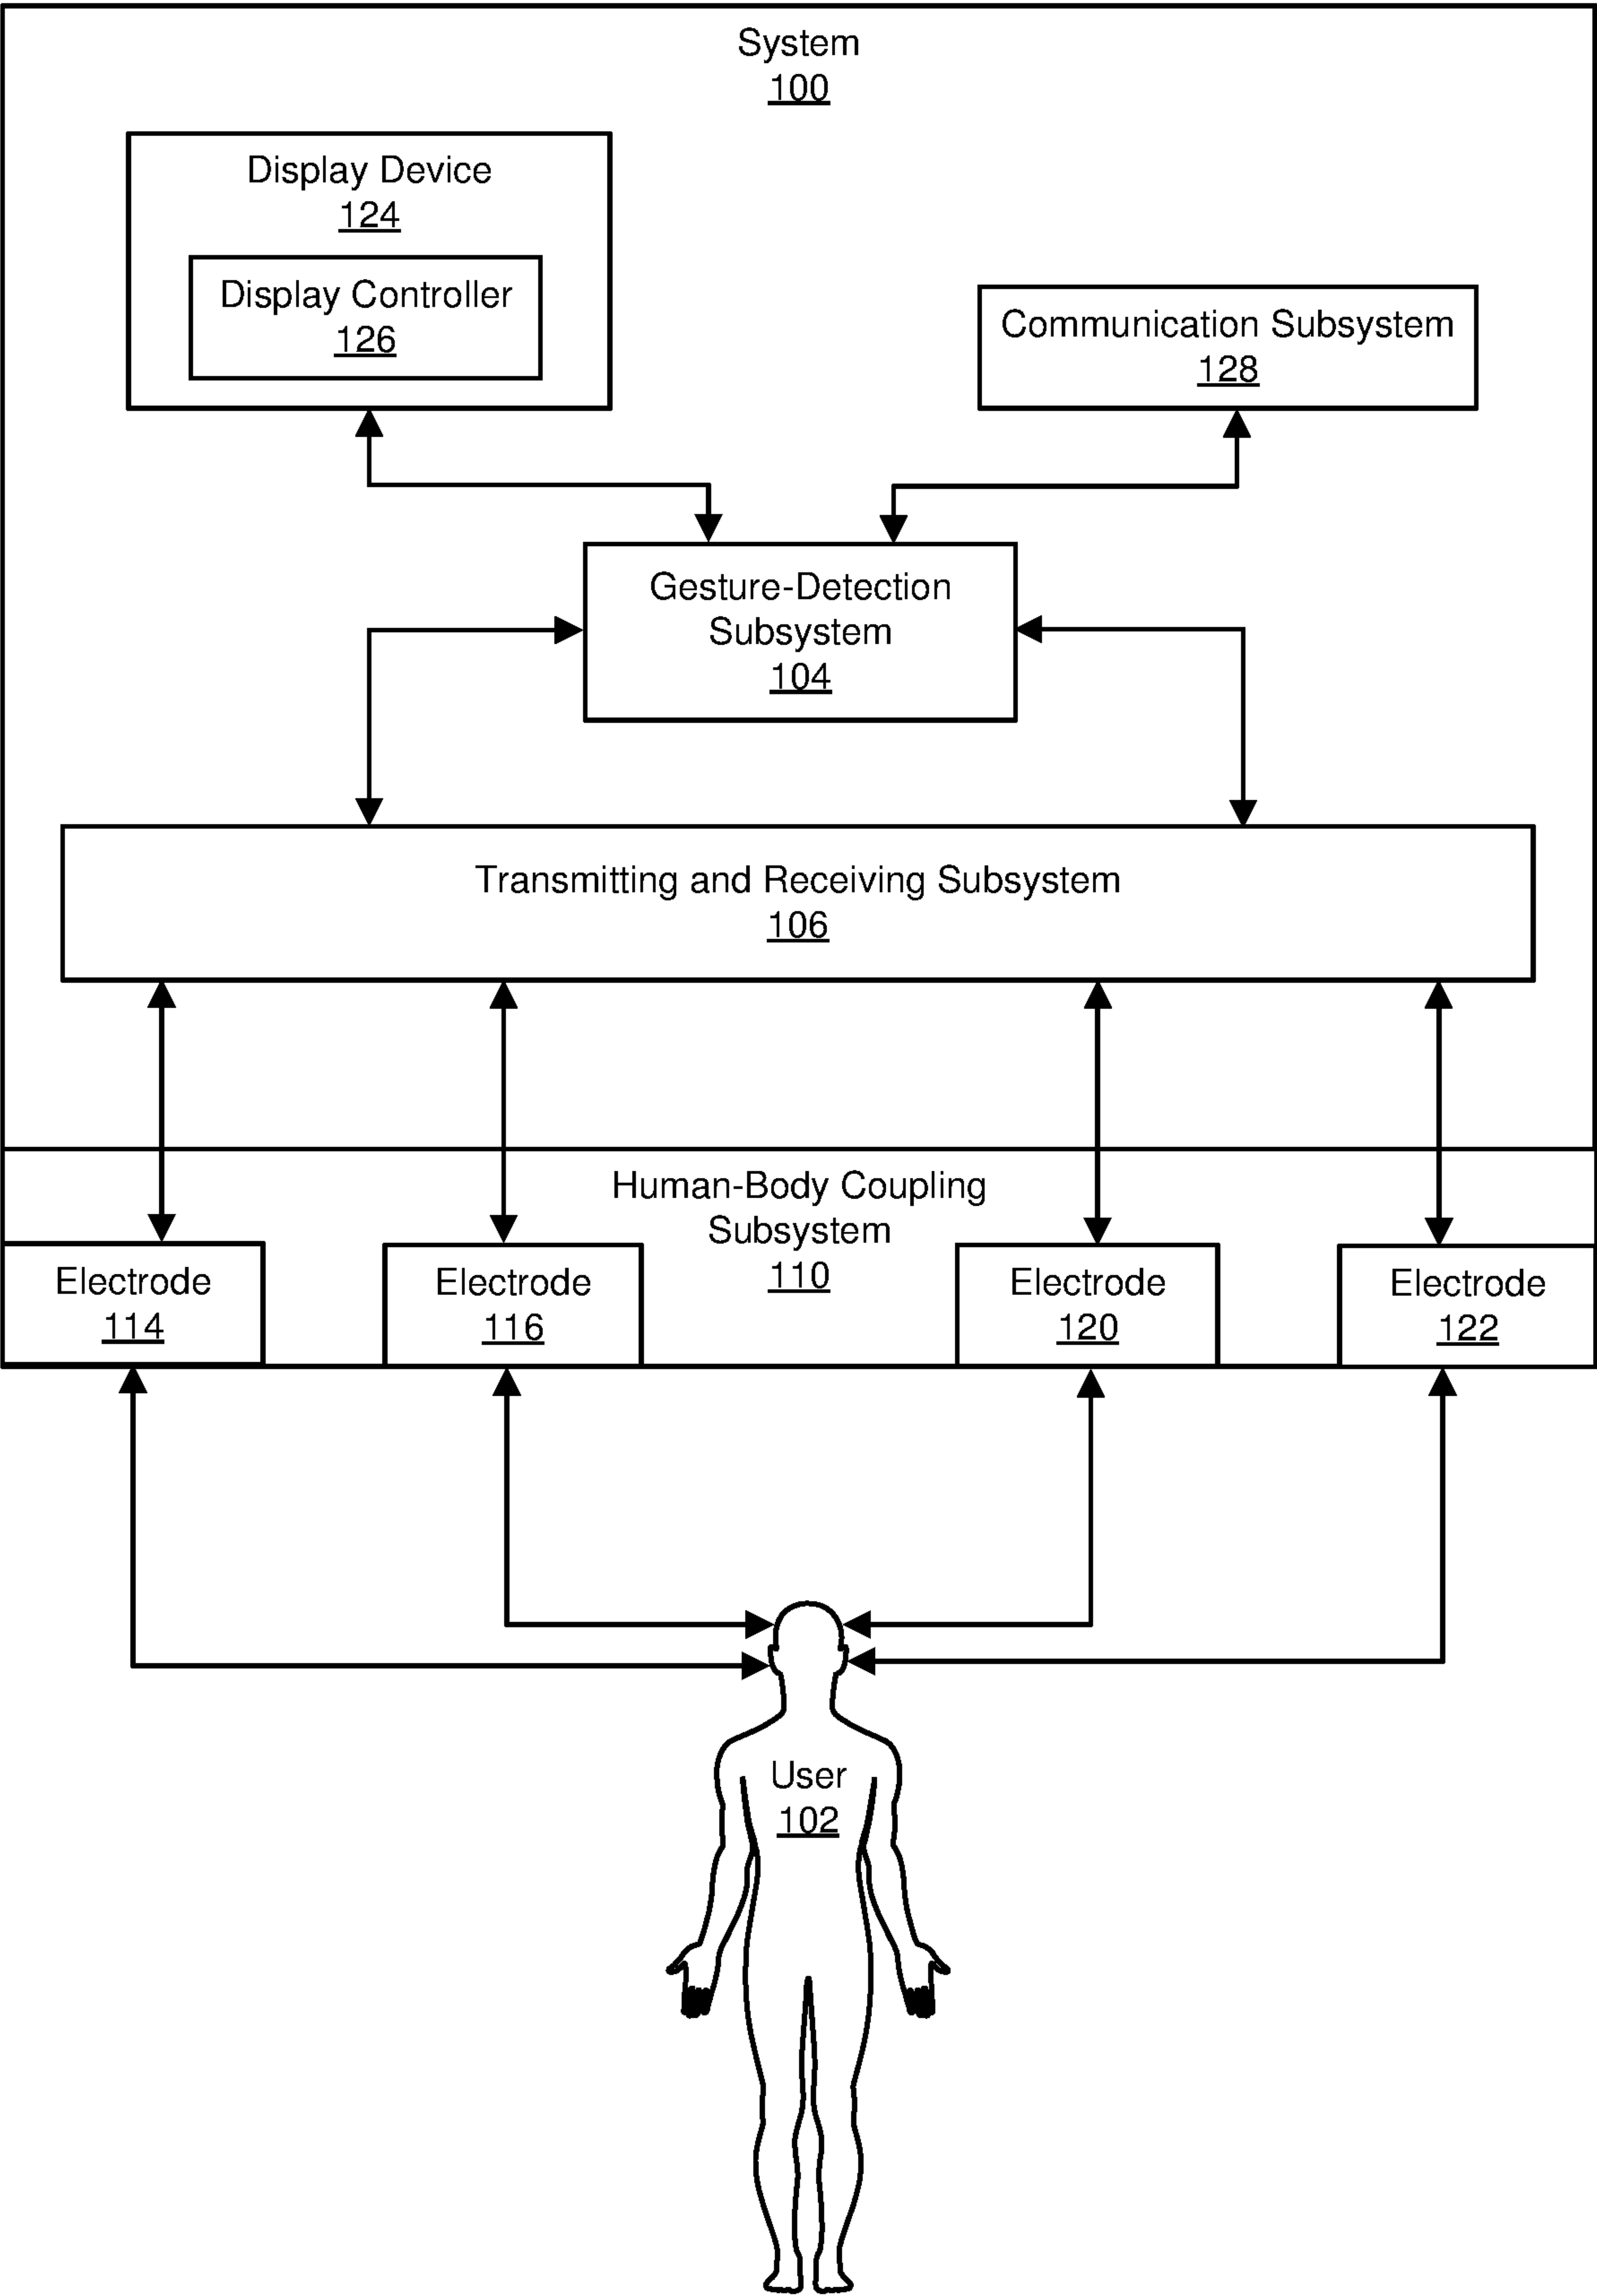 System
100
Display Device
124
Display Controller
126
Communication Subsystem
128
Gesture-Detection
Subsystem
104
Transmitting and Receiving Subsystem
106
Human-Body Coupling
Subsystem
110
Electrode
114
Electrode
116
Electrode
120
Electrode
122
User
102